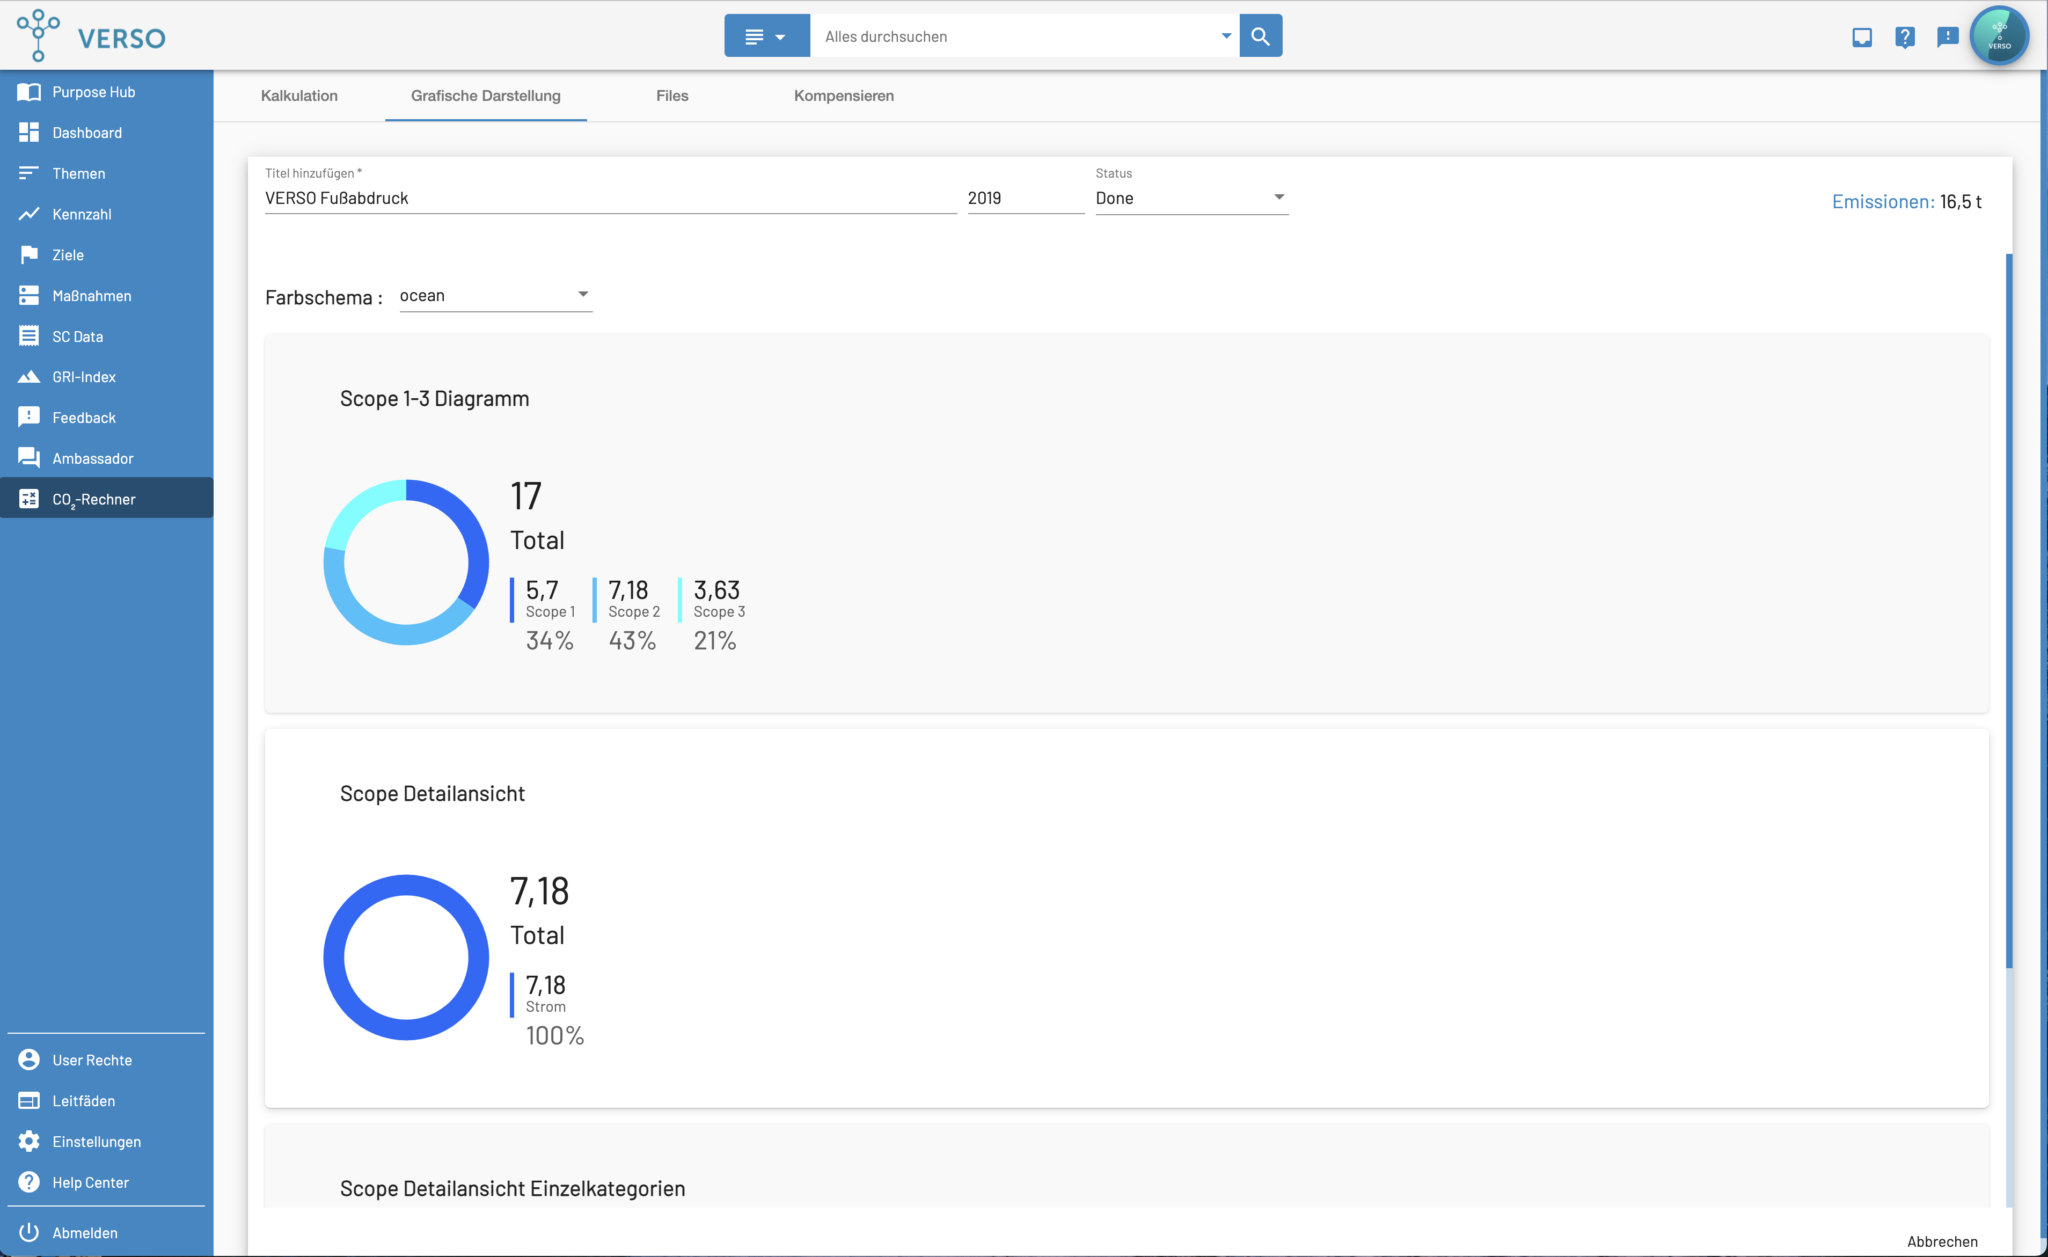 VERSO
Alles durchsuchen
VERSO
Purpose Hub
Dashboard
Themen
Kennzahl
Ziele
Maßnahmen
SC Data
GRI-Index
Feedback
Ambassador
CO₂-Rechner
User Rechte
Leitfäden
Einstellungen
Help Center
Abmelden
Kalkulation
Grafische Darstellung
Files
Kompensieren
Titel hinzufügen *
VERSO Fußabdruck
2019
Status
Done
Emissionen: 16,5 t
Farbschema :
ocean
Scope 1-3 Diagramm
17
Total
5,7
Scope 1
34%
7,18
Scope 2
43%
3,63
Scope 3
21%
Scope Detailansicht
7,18
Total
7,18
Strom
100%
Scope Detailansicht Einzelkategorien
Abbrechen